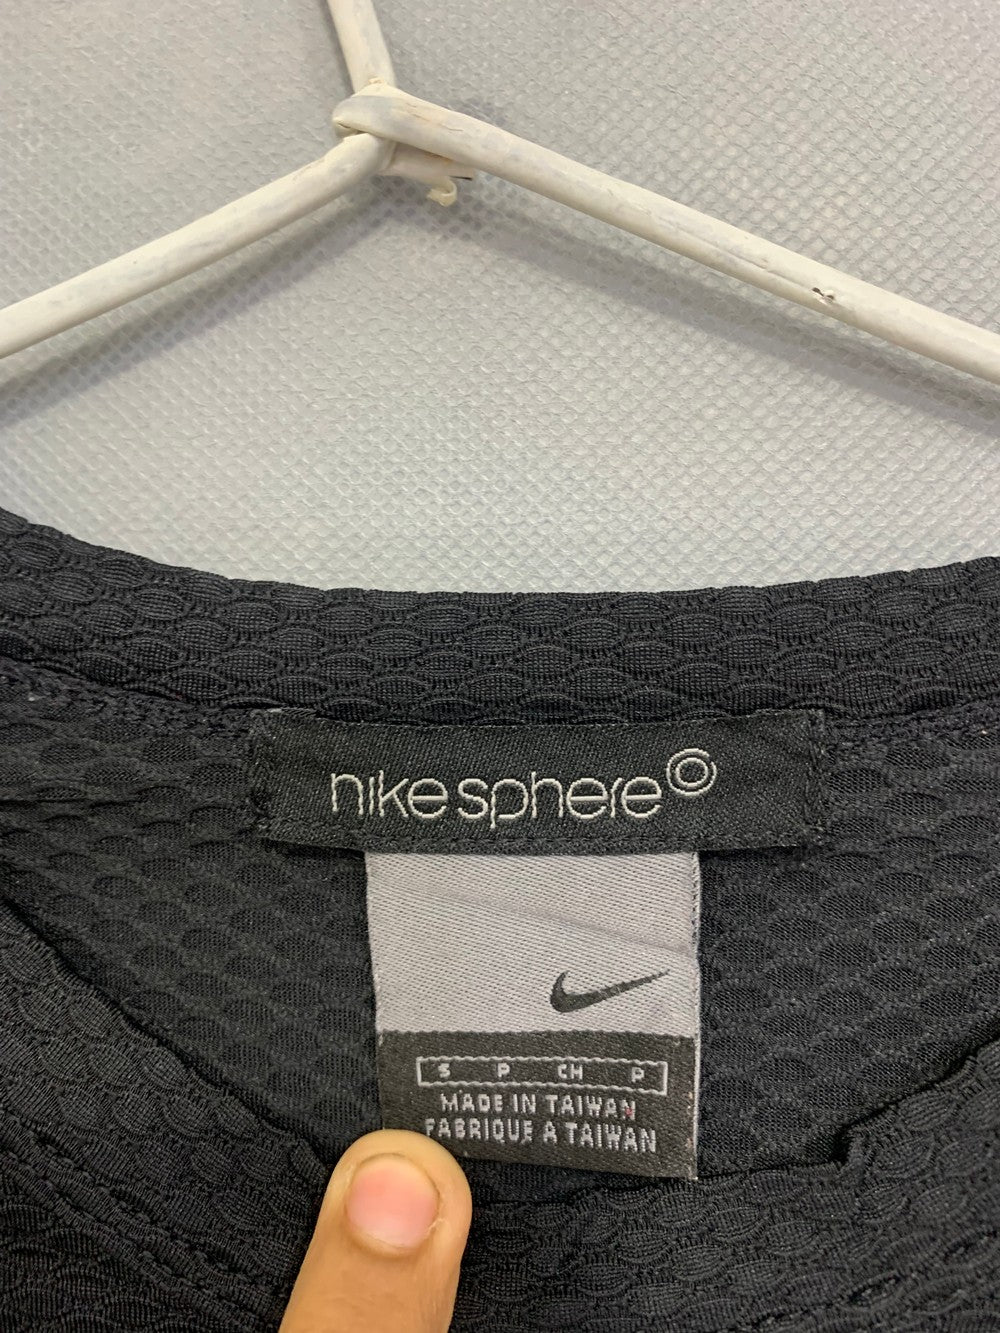 nikesphere
S P CH P
MADE IN TAIWAN
FABRIQUE A TAIWAN